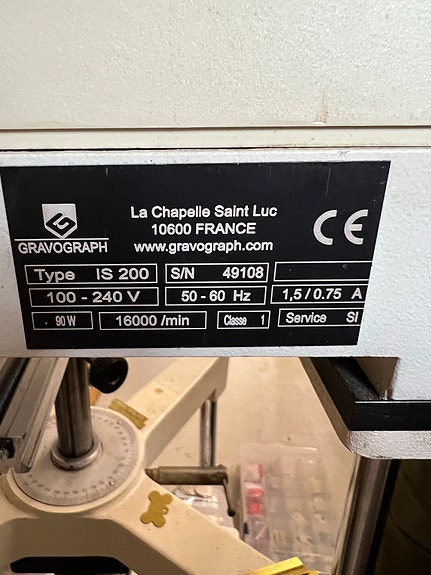 La Chapelle Saint Luc
10600 FRANCE
GRAVOGRAPH www.gravograph.com CE
Type IS 200 S/N 49108
100 - 240 V 50 - 60 Hz 1,5/0.75 A
90 W 16000 /min Classe 1 Service SI